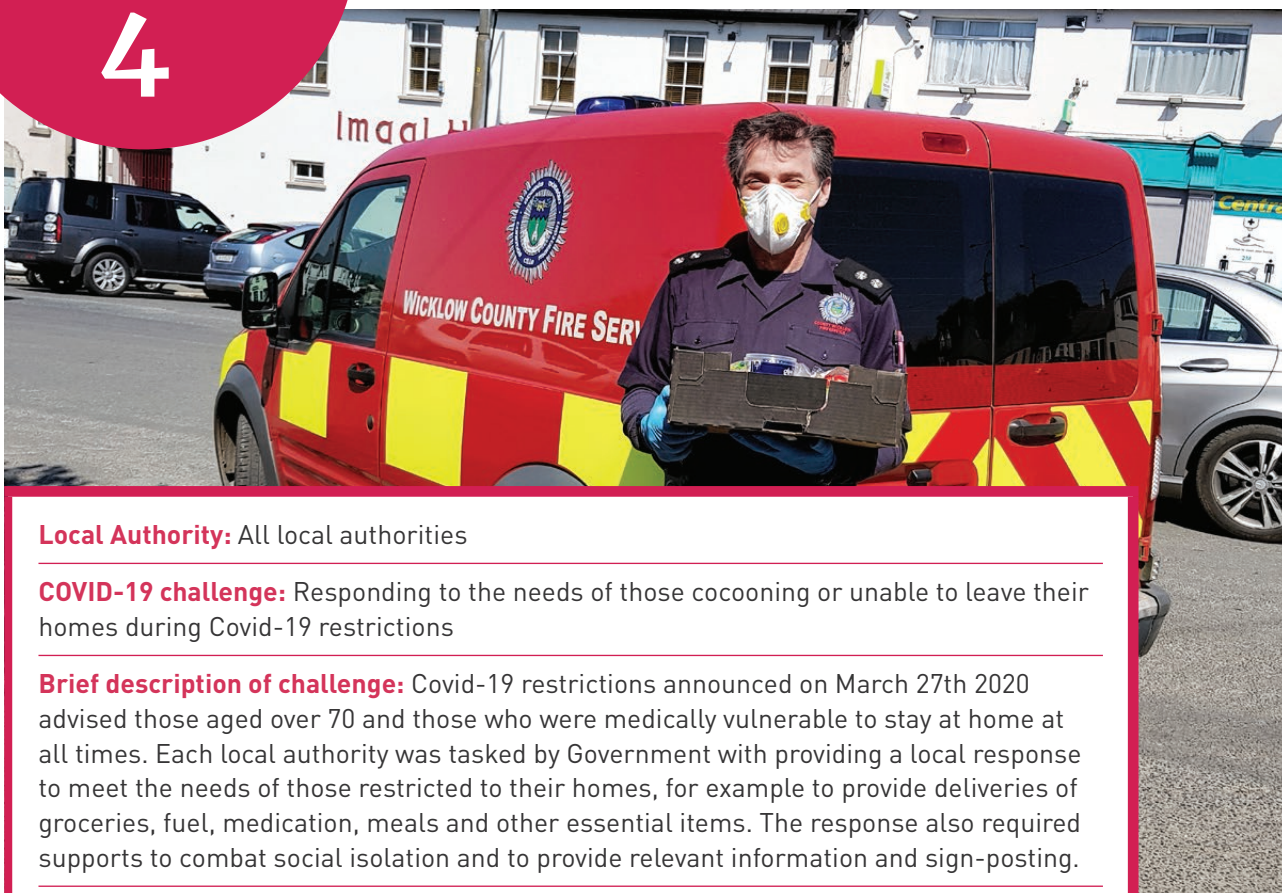 4
Imaal H
WICKLOW COUNTY FIRE SERV
Centra
2M
Local Authority: All local authorities
COVID-19 challenge: Responding to the needs of those cocooning or unable to leave their
homes during Covid-19 restrictions
Brief description of challenge: Covid-19 restrictions announced on March 27th 2020
advised those aged over 70 and those who were medically vulnerable to stay at home at
all times. Each local authority was tasked by Government with providing a local response
to meet the needs of those restricted to their homes, for example to provide deliveries of
groceries, fuel, medication, meals and other essential items. The response also required
supports to combat social isolation and to provide relevant information and sign-posting.